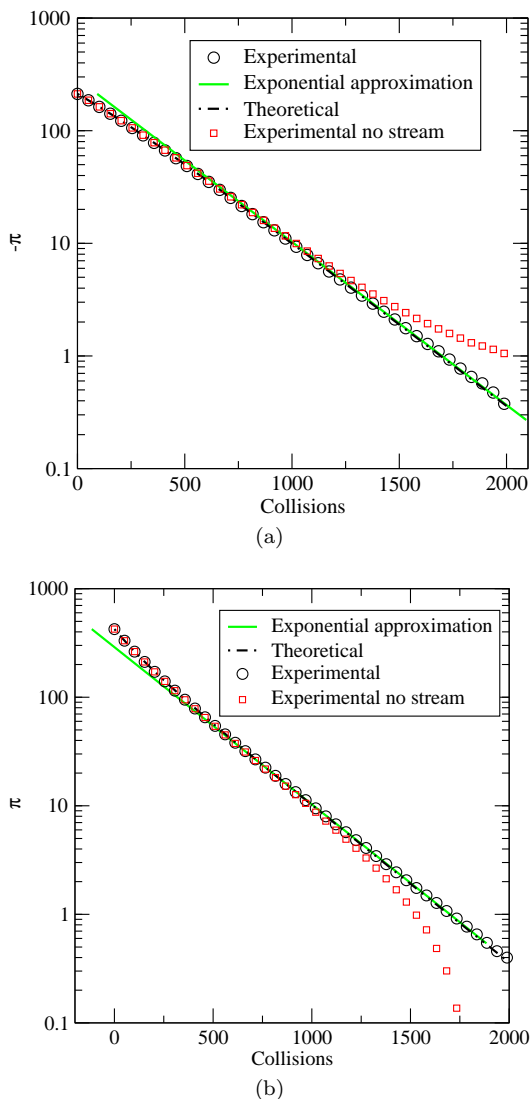 1000
Experimental
Exponential approximation
Theoretical
Experimental no stream
100
-π
10
1
0.1
0 500 1000 1500 2000
Collisions
(a)
1000
Exponential approximation
Theoretical
Experimental
Experimental no stream
100
π
10
1
0.1
0 500 1000 1500 2000
Collisions
(b)